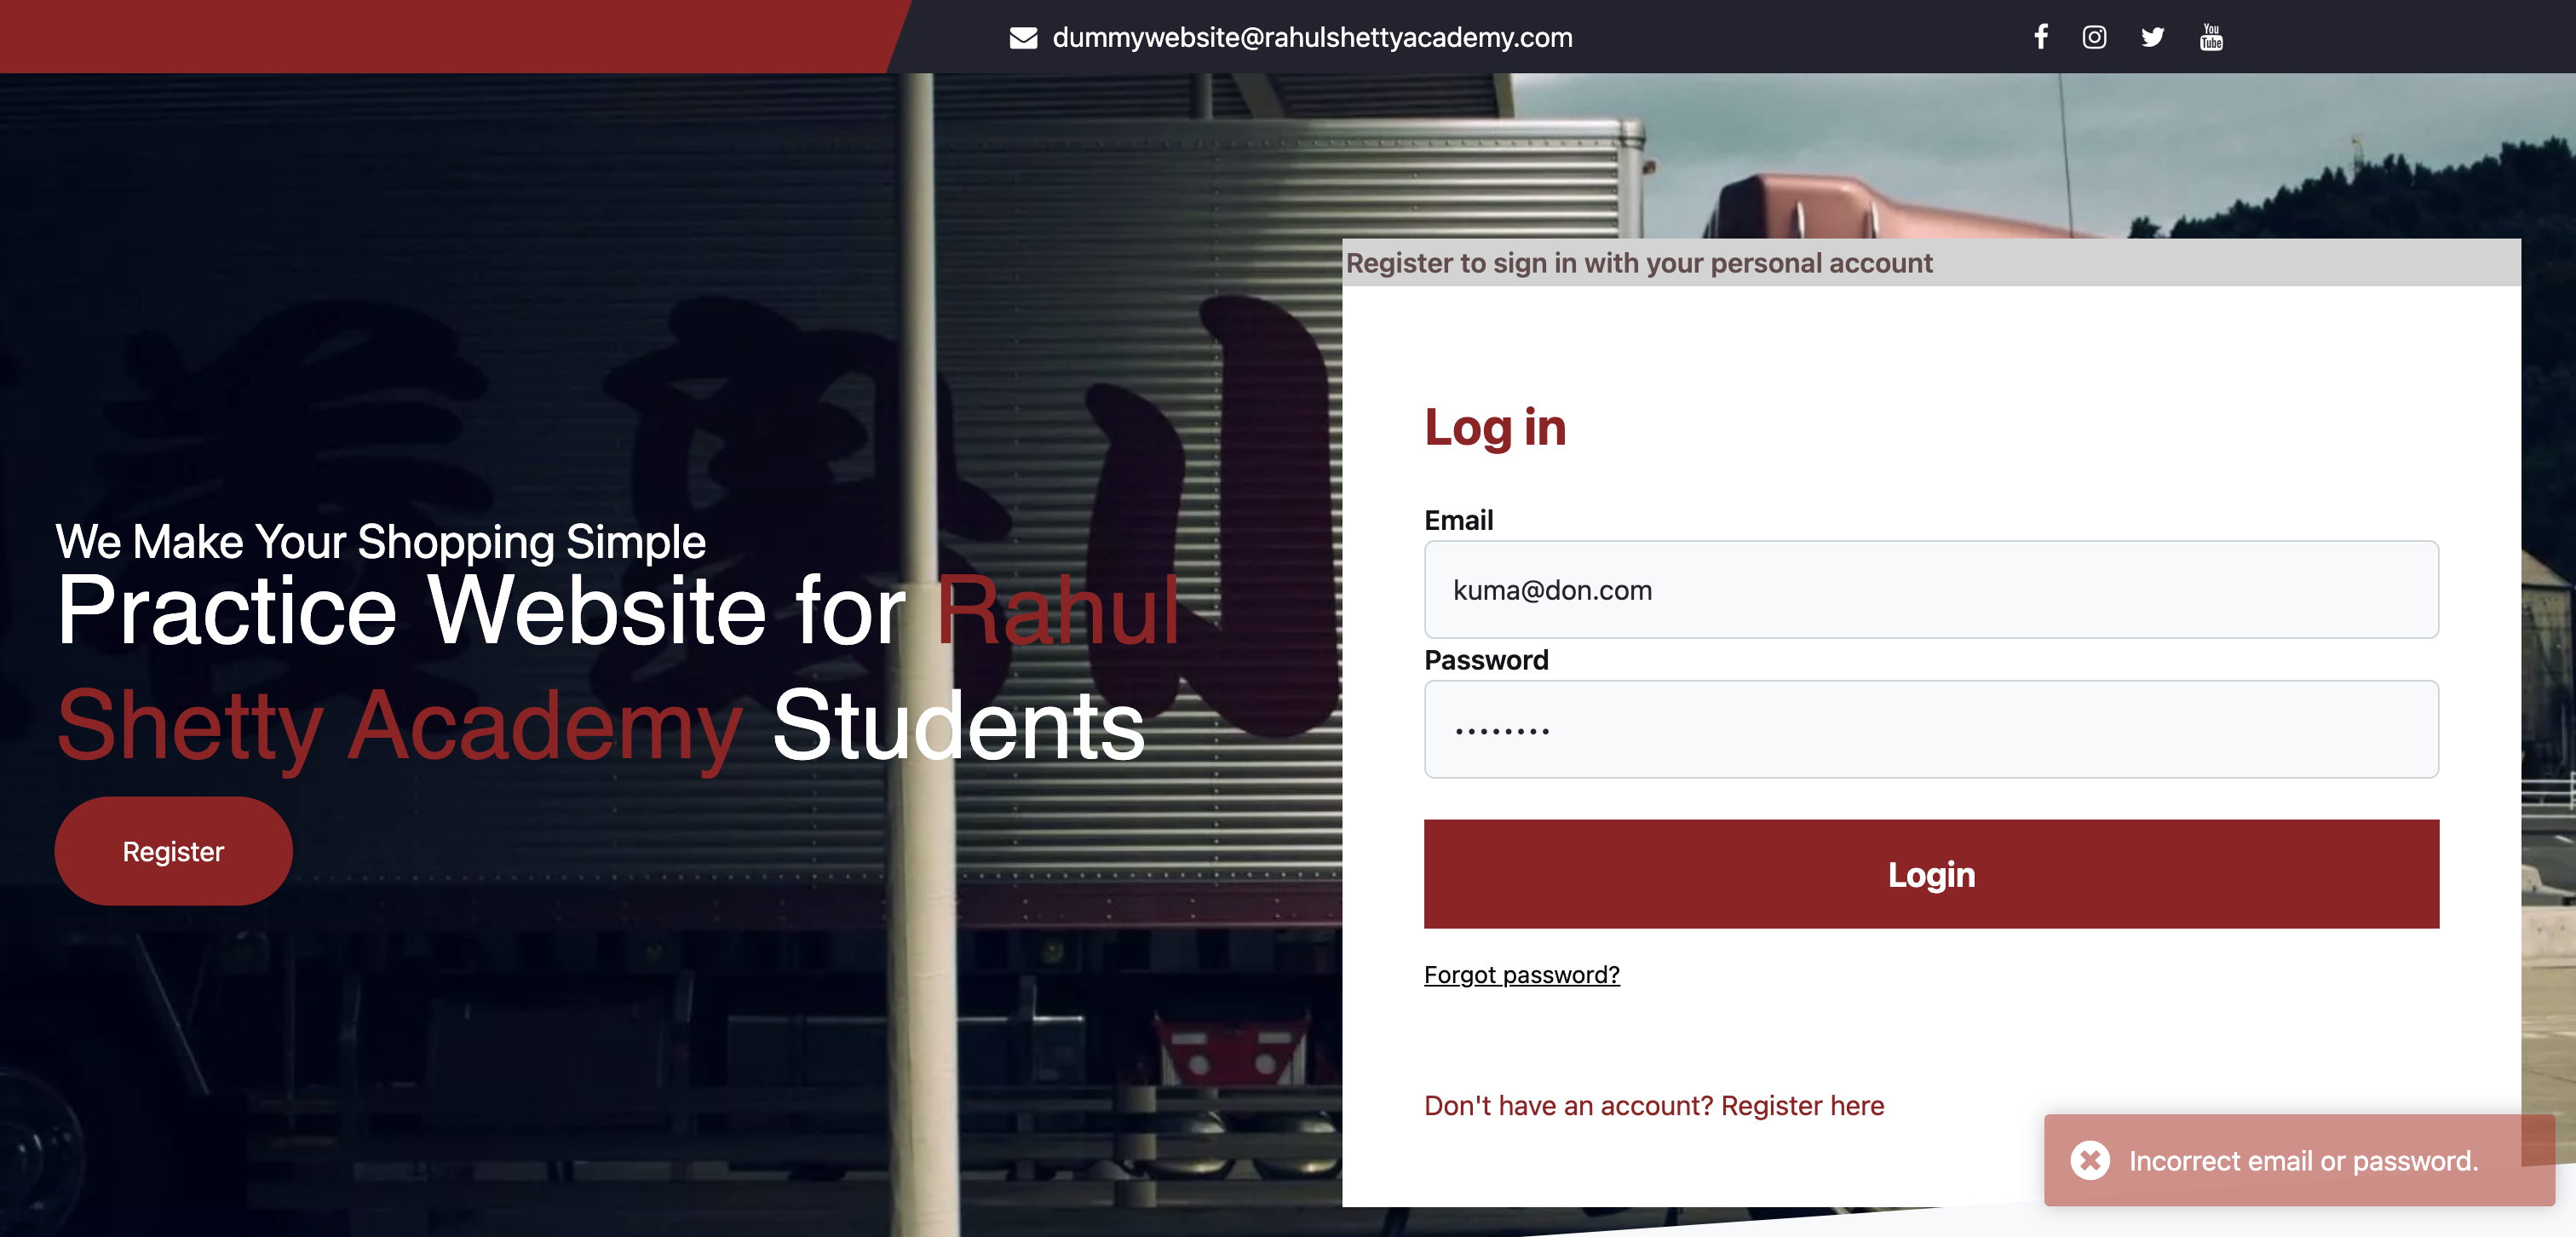 dummywebsite@rahulshettyacademy.com
You
Tube
Register to sign in with your personal account
We Make Your Shopping Simple
Practice Website for Rahul
Shetty Academy Students
Register
Log in
Email
kuma@don.com
Password
Login
Forgot password?
Don't have an account? Register here
Incorrect email or password.